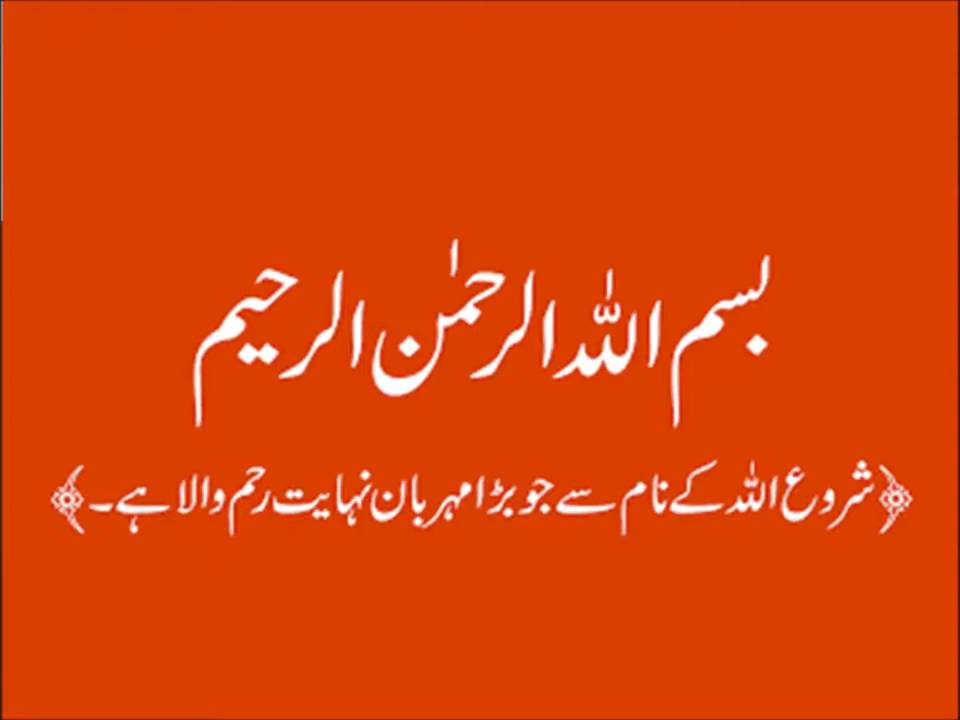 بسم اللہ الرحمٰن الرحیم
﴿شروع اللہ کے نام سے جو بڑا مہربان نہایت رحم والا ہے۔﴾